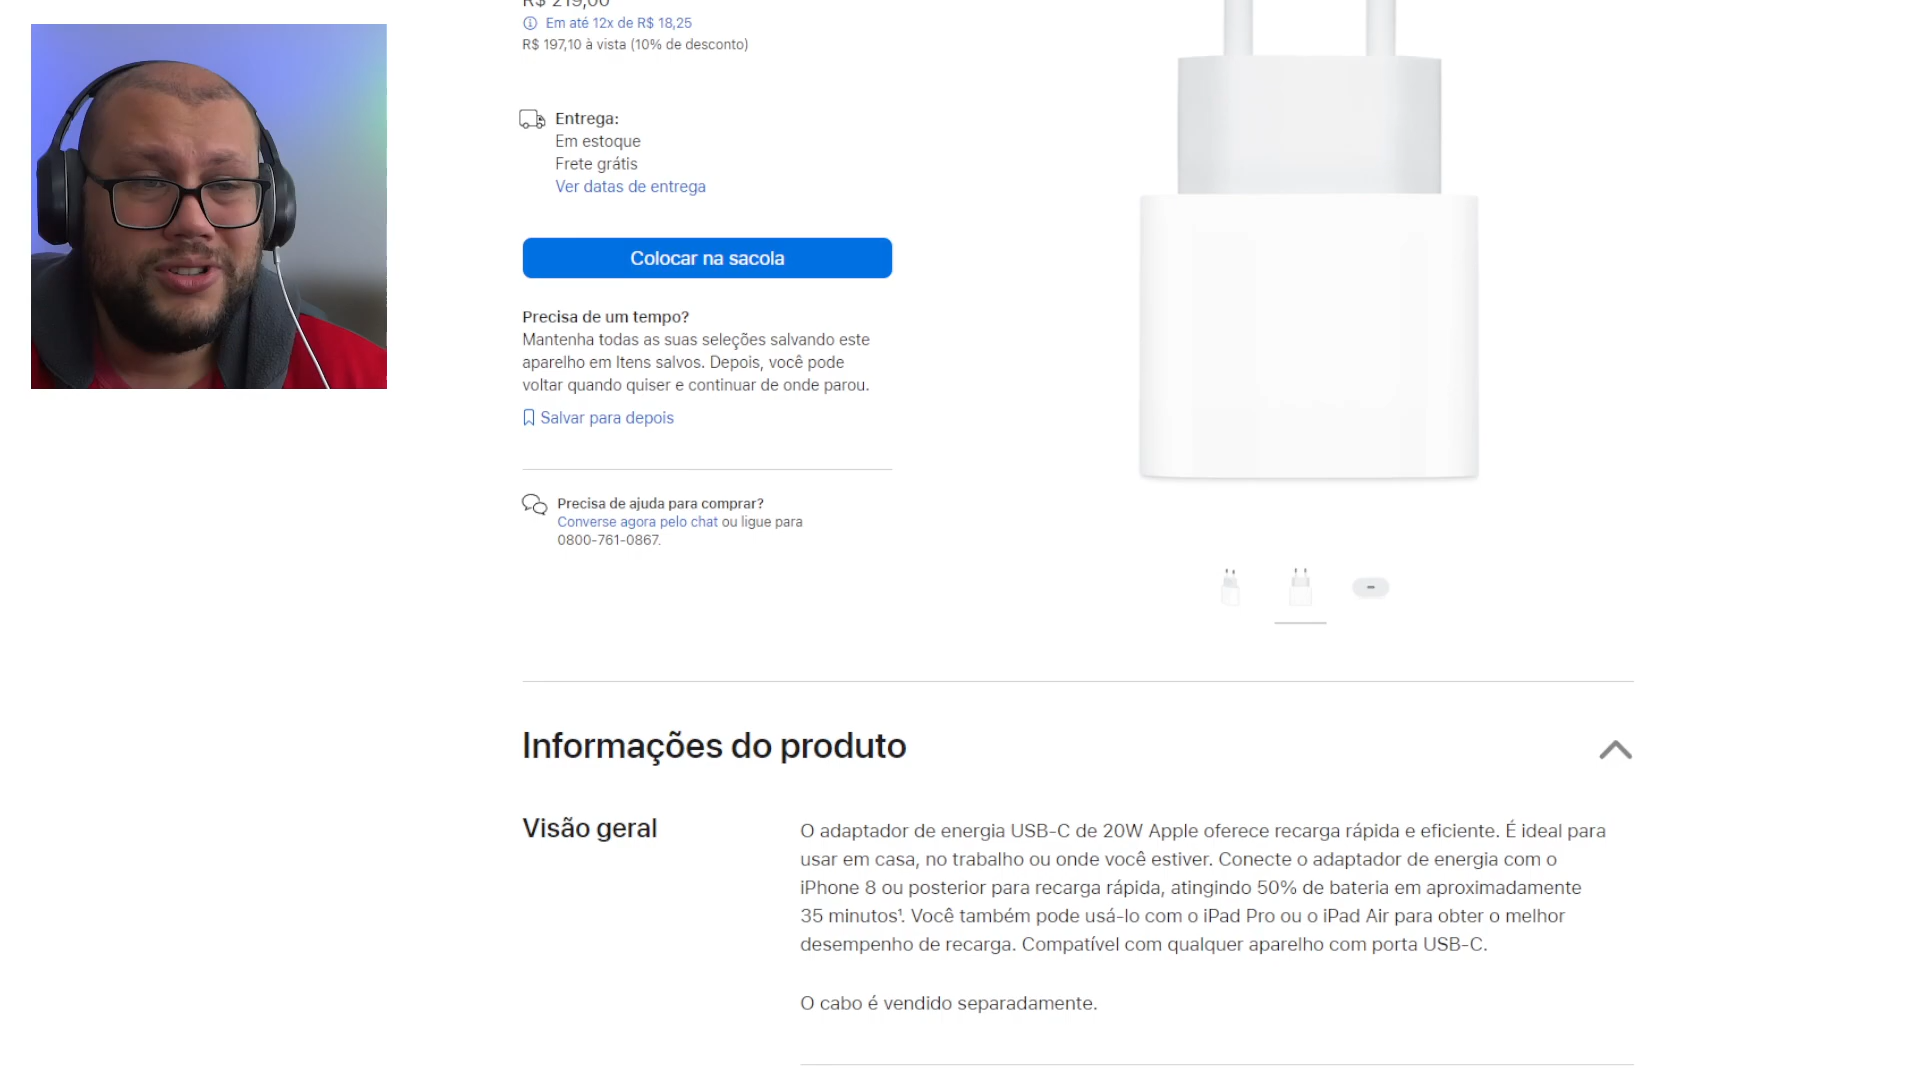 R$ 219,00
Em até 12x de R$ 18,25
R$ 197,10 à vista (10% de desconto)
Entrega:
Em estoque
Frete grátis
Ver datas de entrega
Colocar na sacola
Precisa de um tempo?
Mantenha todas as suas seleções salvando este
aparelho em Itens salvos. Depois, você pode
voltar quando quiser e continuar de onde parou.
Salvar para depois
Precisa de ajuda para comprar?
Converse agora pelo chat ou ligue para
0800-761-0867.
Informações do produto
Visão geral
O adaptador de energia USB-C de 20W Apple oferece recarga rápida e eficiente. É ideal para
usar em casa, no trabalho ou onde você estiver. Conecte o adaptador de energia com o
iPhone 8 ou posterior para recarga rápida, atingindo 50% de bateria em aproximadamente
35 minutos¹. Você também pode usá-lo com o iPad Pro ou o iPad Air para obter o melhor
desempenho de recarga. Compatível com qualquer aparelho com porta USB-C.
O cabo é vendido separadamente.